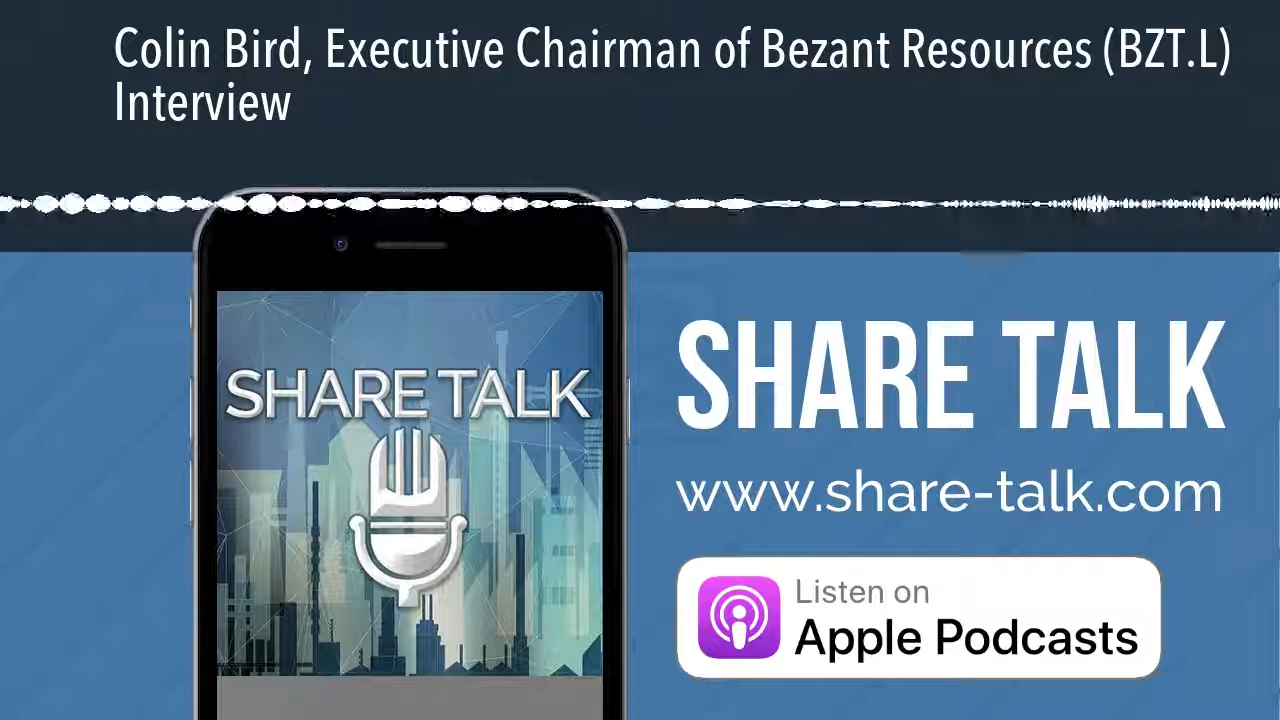 Colin Bird, Executive Chairman of Bezant Resources (BZT.L)
Interview
SHARE TALK
SHARE TALK
www.share-talk.com
Listen on
Apple Podcasts